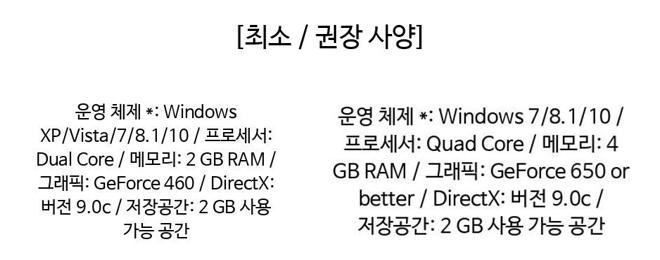 [최소 / 권장 사양]
운영 체제 *: Windows
XP/Vista/7/8.1/10 / 프로세서:
Dual Core / 메모리: 2 GB RAM /
그래픽: GeForce 460 / DirectX:
버전 9.0c / 저장공간: 2 GB 사용
가능 공간
운영 체제 *: Windows 7/8.1/10 /
프로세서: Quad Core / 메모리: 4
GB RAM / 그래픽: GeForce 650 or
better / DirectX: 버전 9.0c /
저장공간: 2 GB 사용 가능 공간